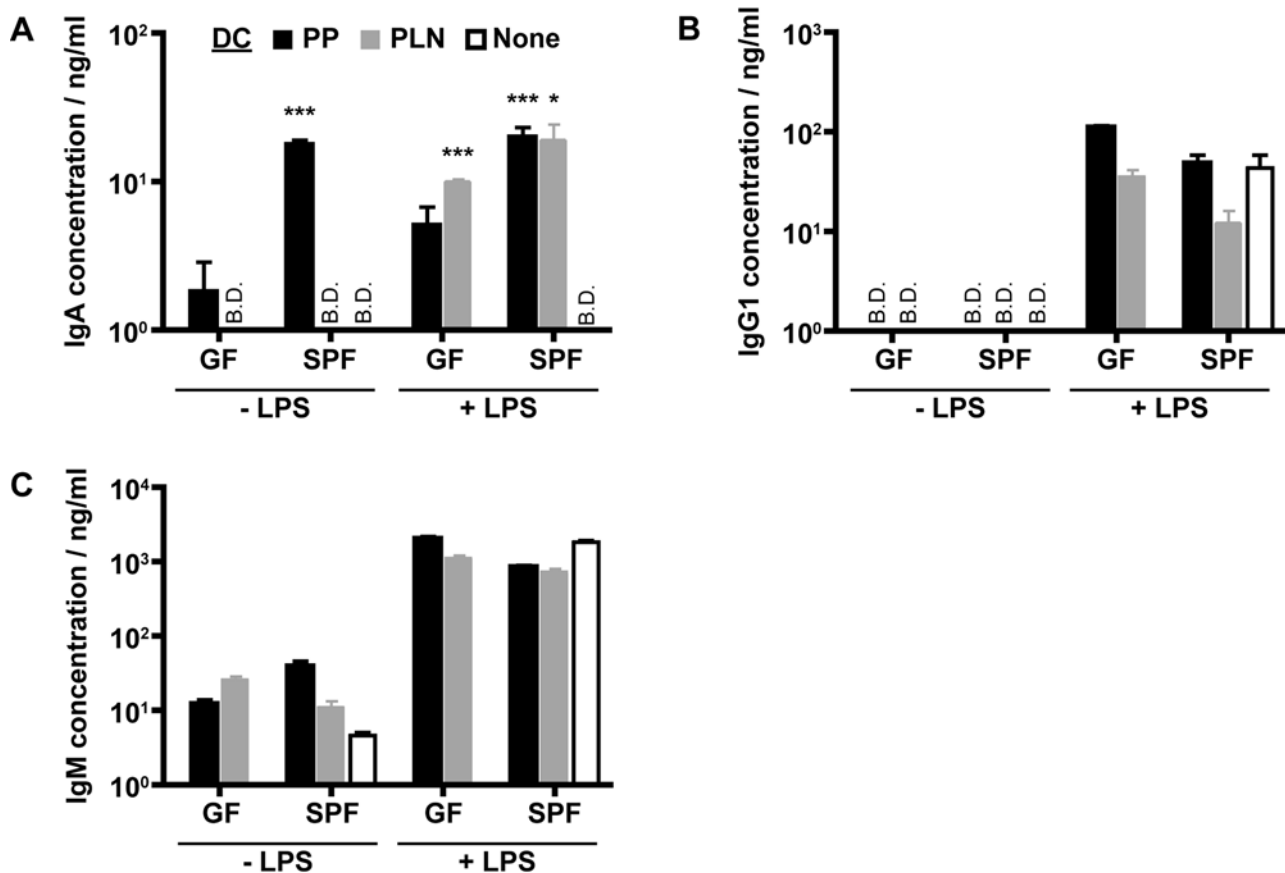 A
IgA concentration / ng/ml
10²
10¹
10⁰
DC PP PLN None
*** *** *
***
B.D. B.D. B.D. B.D.
GF SPF GF SPF
- LPS + LPS
B
IgG1 concentration / ng/ml
10³
10²
10¹
10⁰
B.D. B.D. B.D. B.D. B.D.
GF SPF GF SPF
- LPS + LPS
C
IgM concentration / ng/ml
10⁴
10³
10²
10¹
10⁰
GF SPF GF SPF
- LPS + LPS